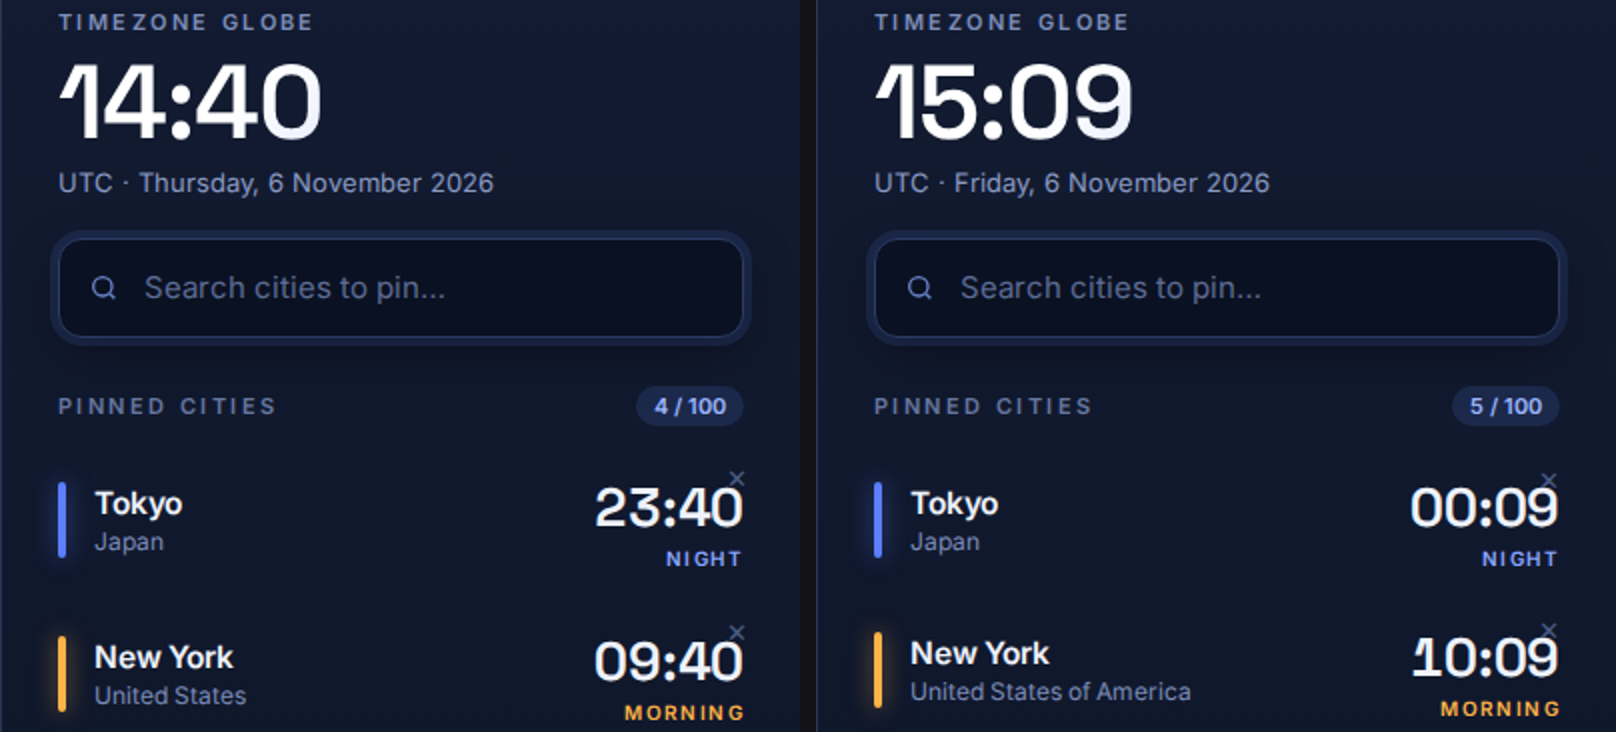 TIMEZONE GLOBE
14:40
UTC · Thursday, 6 November 2026
Search cities to pin...
PINNED CITIES
4 / 100
Tokyo
23:40
Japan
NIGHT
New York
09:40
United States
MORNING
TIMEZONE GLOBE
15:09
UTC · Friday, 6 November 2026
Search cities to pin...
PINNED CITIES
5 / 100
Tokyo
00:09
Japan
NIGHT
New York
10:09
United States of America
MORNING